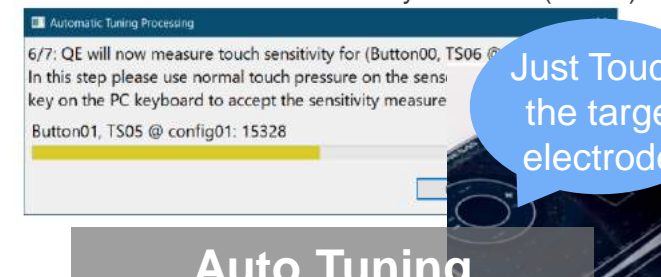 Automatic Tuning Processing
6/7: QE will now measure touch sensitivity for (Button00, TS06 @
In this step please use normal touch pressure on the
key on the PC keyboard to accept the sensitivity measure
Button01, TS05 @ config01: 15328
Just Touc
the targe
electrode
Auto Tuning